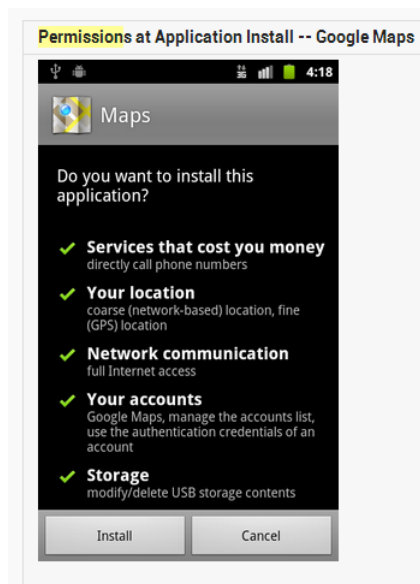 Permissions at Application Install -- Google Maps
3G 4:18
Maps
Do you want to install this
application?
Services that cost you money
directly call phone numbers
Your location
coarse (network-based) location, fine
(GPS) location
Network communication
full Internet access
Your accounts
Google Maps, manage the accounts list,
use the authentication credentials of an
account
Storage
modify/delete USB storage contents
Install Cancel